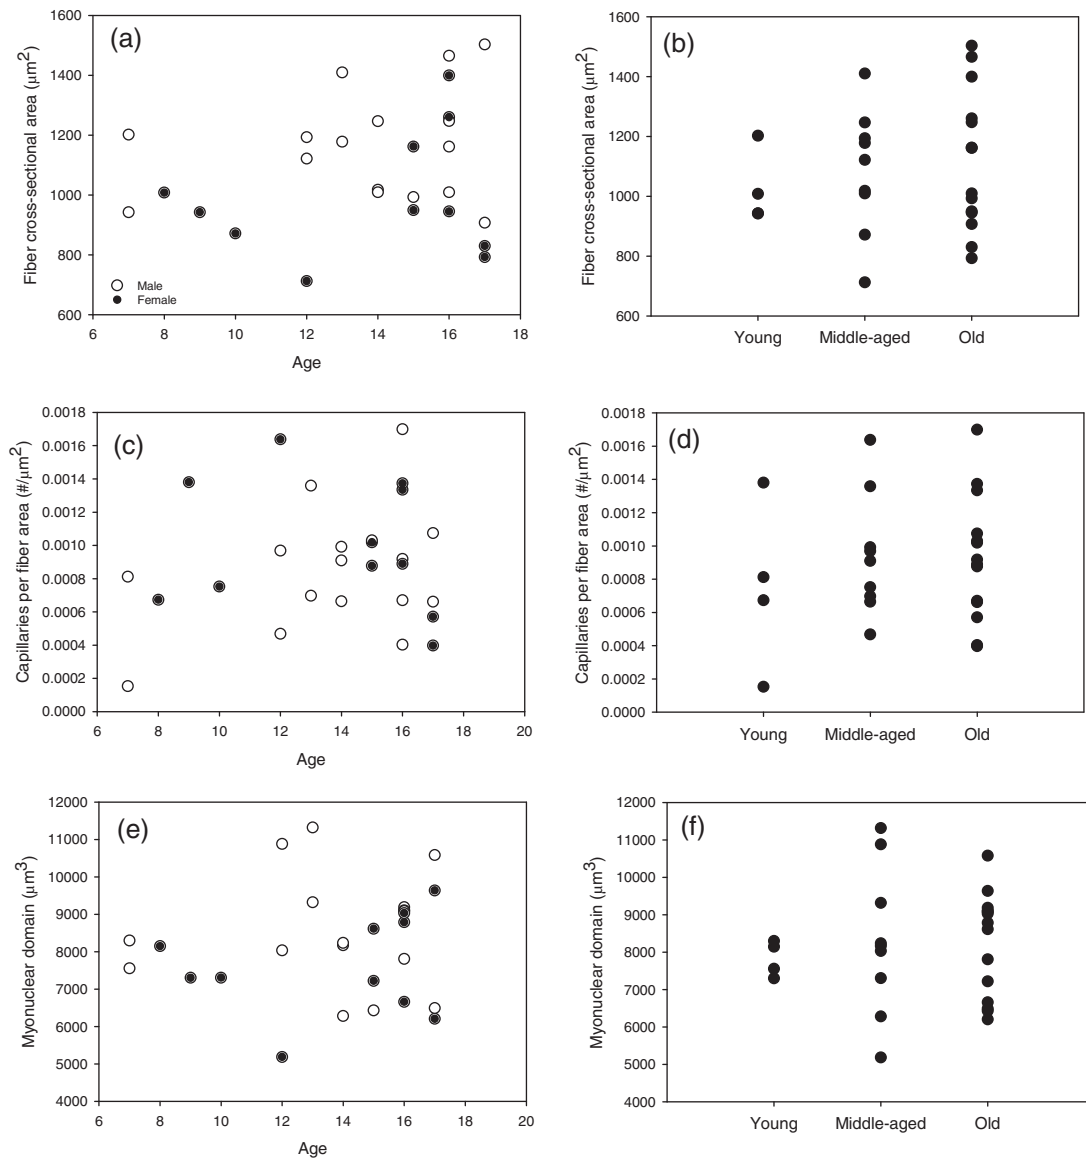 (a)
Fiber cross-sectional area (μm²)
1600
1400
1200
1000
800
600
Male
Female
6 8 10 12 14 16 18
Age
(b)
Fiber cross-sectional area (μm²)
1600
1400
1200
1000
800
600
Young Middle-aged Old
(c)
Capillaries per fiber area (#/μm²)
0.0018
0.0016
0.0014
0.0012
0.0010
0.0008
0.0006
0.0004
0.0002
0.0000
6 8 10 12 14 16 18 20
Age
(d)
Capillaries per fiber area (#/μm²)
0.0018
0.0016
0.0014
0.0012
0.0010
0.0008
0.0006
0.0004
0.0002
0.0000
Young Middle-aged Old
(e)
Myonuclear domain (μm³)
12000
11000
10000
9000
8000
7000
6000
5000
4000
6 8 10 12 14 16 18 20
Age
(f)
Myonuclear domain (μm³)
12000
11000
10000
9000
8000
7000
6000
5000
4000
Young Middle-aged Old